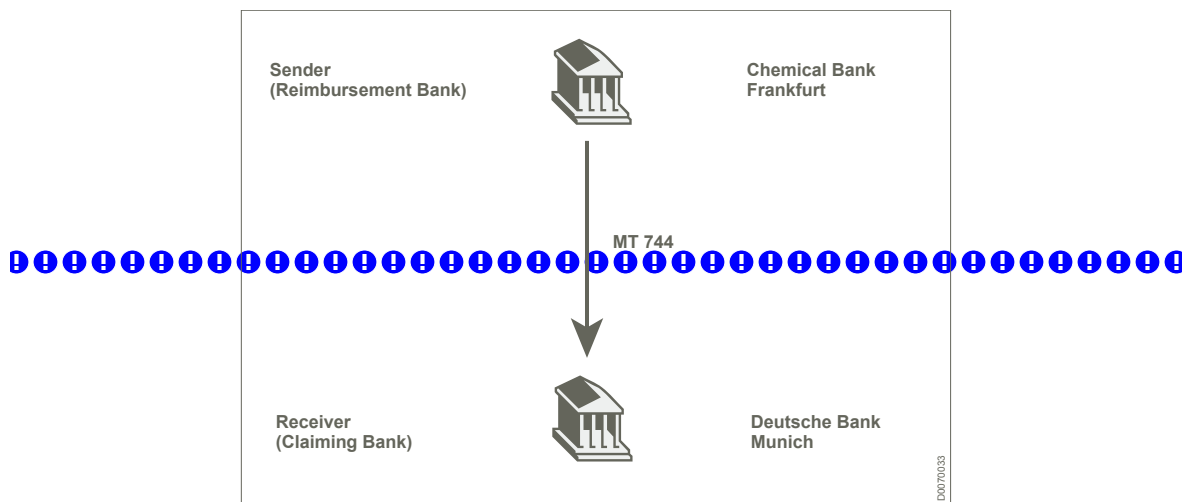 Sender
(Reimbursement Bank)
Chemical Bank
Frankfurt
MT 744
Receiver
(Claiming Bank)
Deutsche Bank
Munich
D0070033